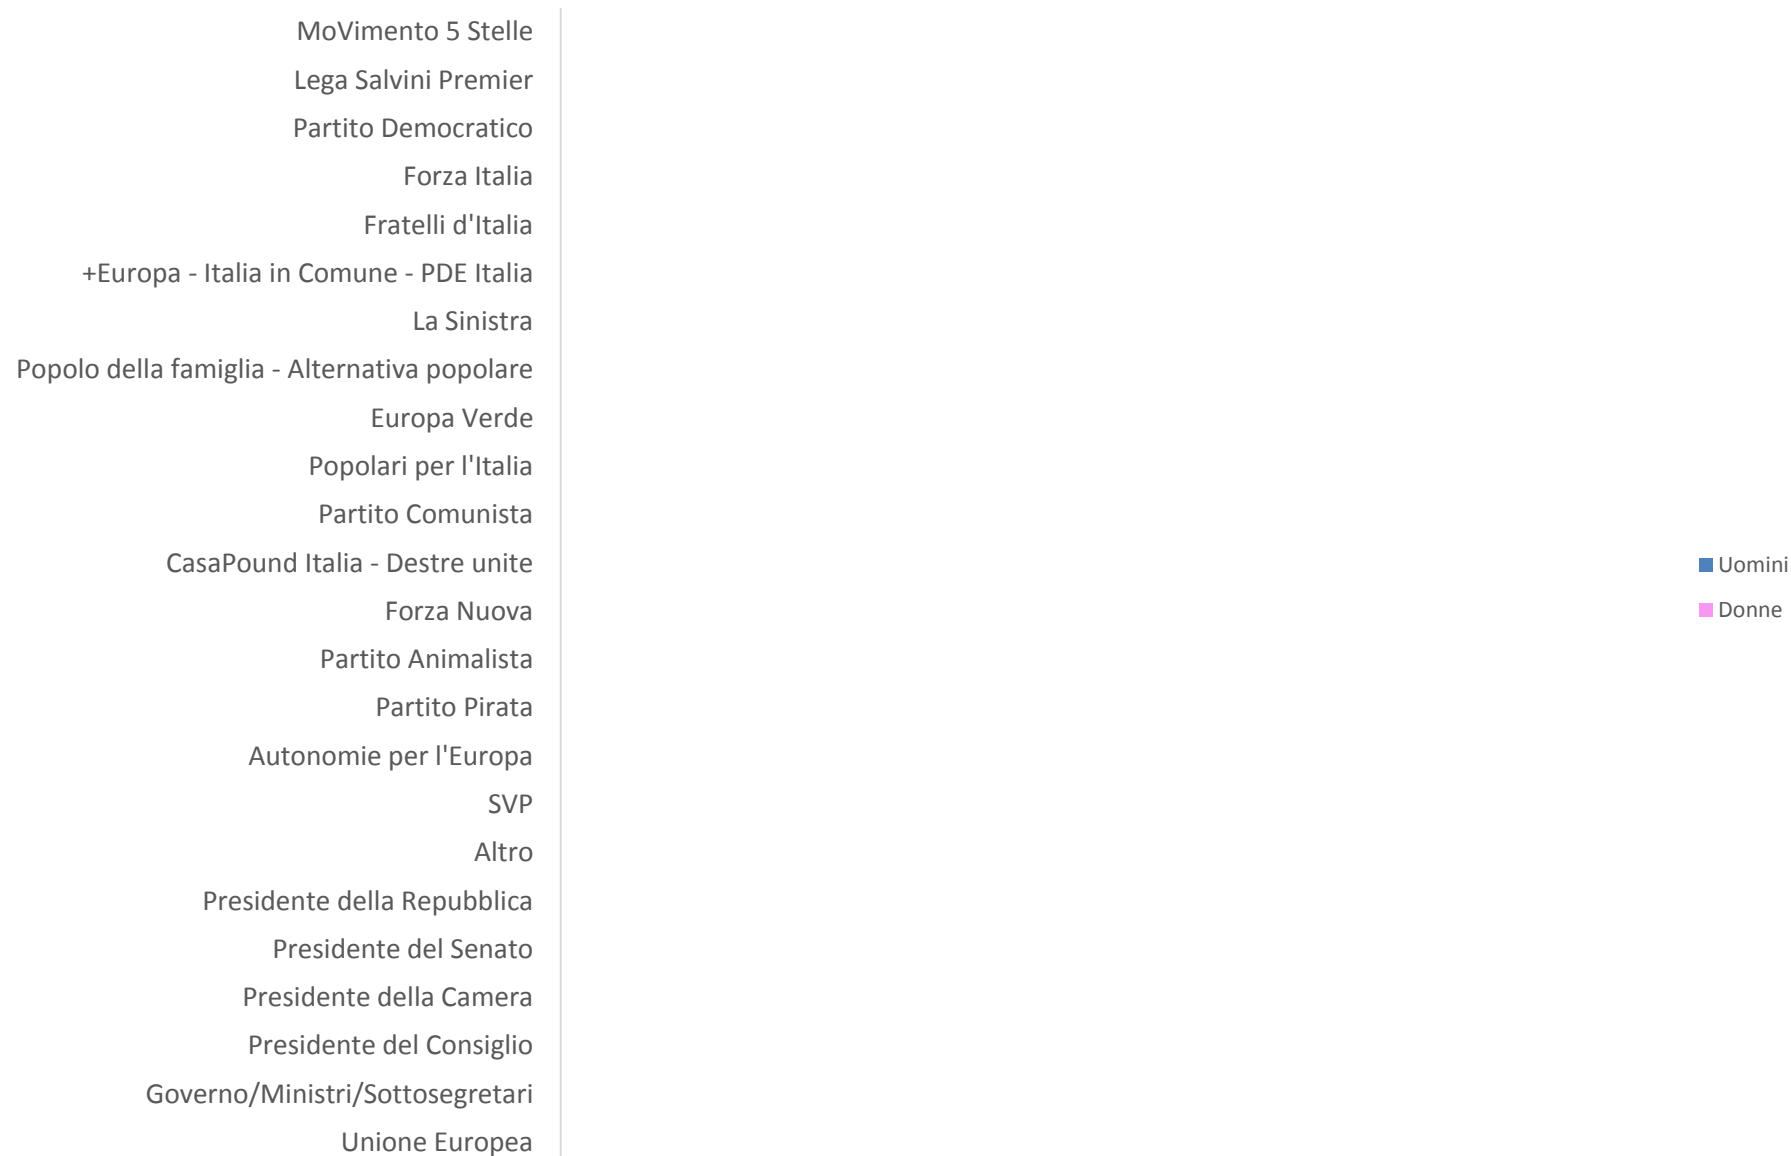 MoVimento 5 Stelle
Lega Salvini Premier
Partito Democratico
Forza Italia
Fratelli d'Italia
+Europa - Italia in Comune - PDE Italia
La Sinistra
Popolo della famiglia - Alternativa popolare
Europa Verde
Popolari per l'Italia
Partito Comunista
CasaPound Italia - Destre unite
Forza Nuova
Partito Animalista
Partito Pirata
Autonomie per l'Europa
SVP
Altro
Presidente della Repubblica
Presidente del Senato
Presidente della Camera
Presidente del Consiglio
Governo/Ministri/Sottosegretari
Unione Europea
Uomini
Donne